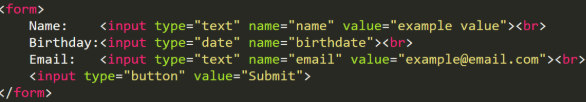 <form>
    Name:   <input type="text" name="name" value="example value"><br>
    Birthday:<input type="date" name="birthdate"><br>
    Email:  <input type="text" name="email" value="example@email.com"><br>
    <input type="button" value="Submit">
</form>